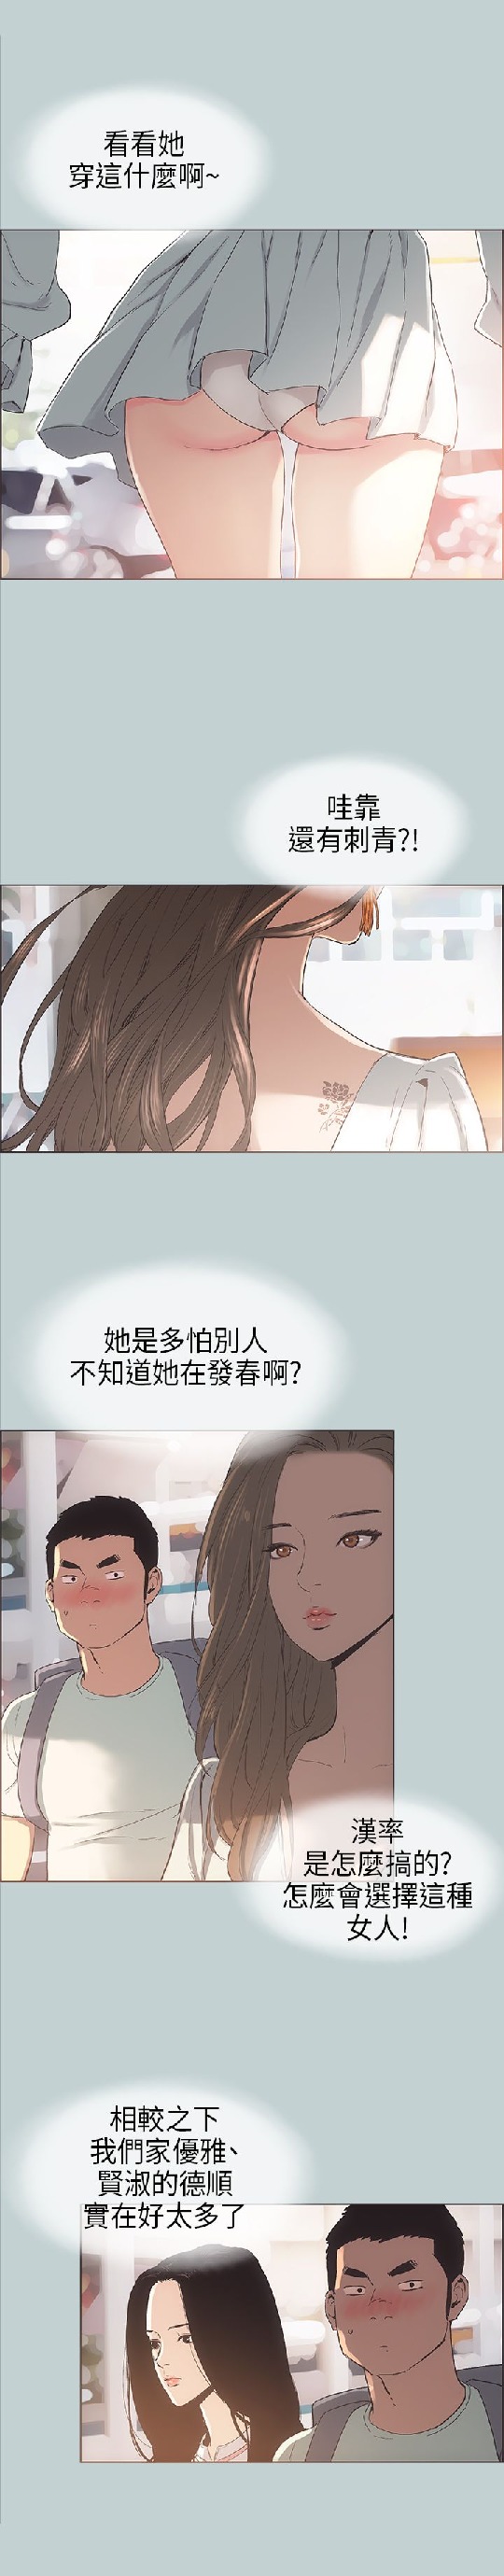 看看她
穿這什麼啊~
哇靠
還有刺青?!
她是多怕別人
不知道她在發春啊?
漢率
是怎麼搞的?
怎麼會選擇這種
女人!
相較之下
我們家優雅、
賢淑的德順
實在好太多了